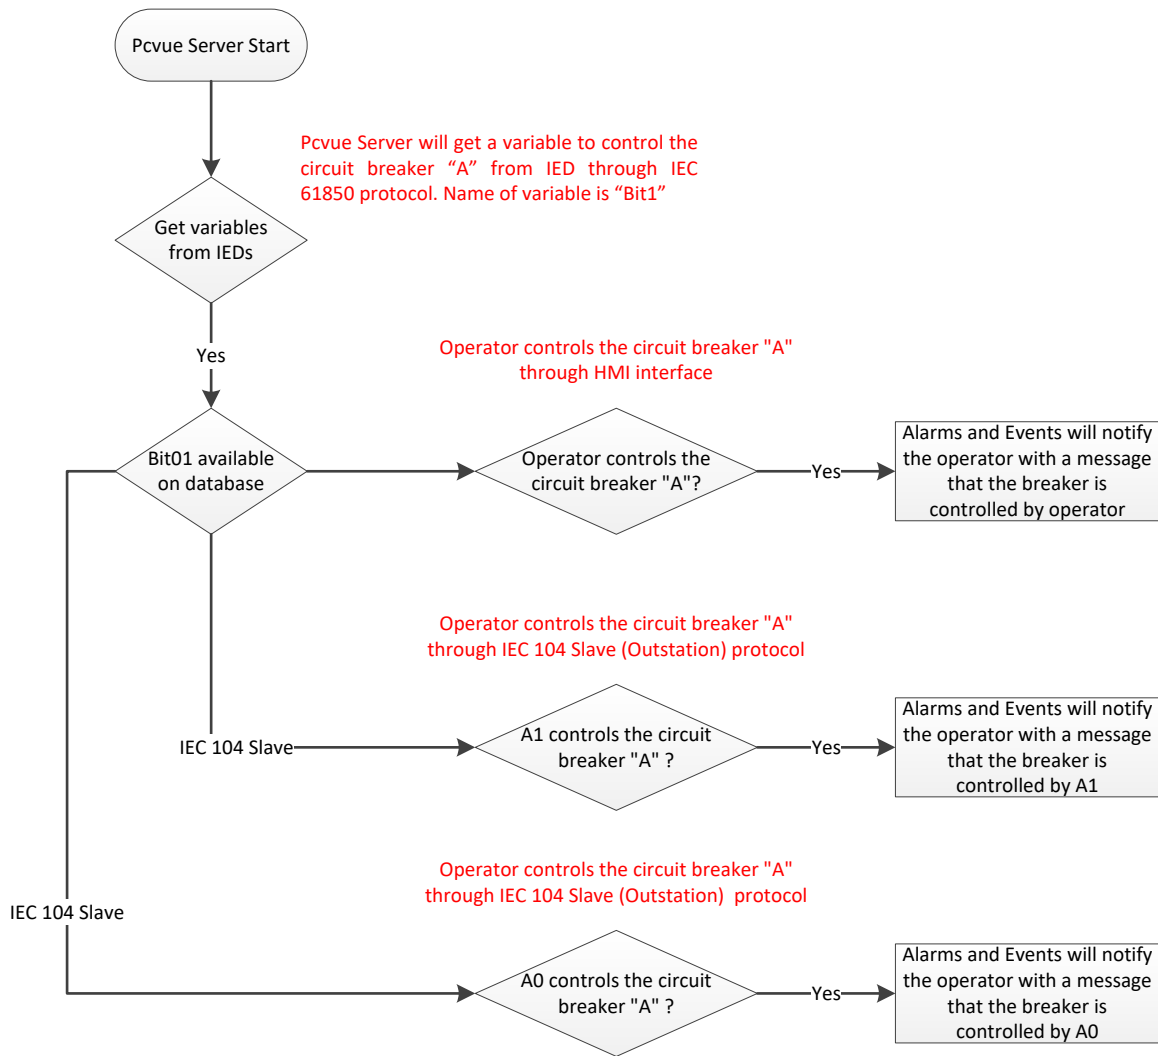 Pcvue Server Start
Pcvue Server will get a variable to control the
circuit breaker “A” from IED through IEC
61850 protocol. Name of variable is “Bit1”
Get variables
from IEDs
Yes
Operator controls the circuit breaker "A"
through HMI interface
Bit01 available
on database
Operator controls the
circuit breaker "A"?
Yes
Alarms and Events will notify
the operator with a message
that the breaker is
controlled by operator
Operator controls the circuit breaker "A"
through IEC 104 Slave (Outstation) protocol
IEC 104 Slave
A1 controls the circuit
breaker "A" ?
Yes
Alarms and Events will notify
the operator with a message
that the breaker is
controlled by A1
Operator controls the circuit breaker "A"
through IEC 104 Slave (Outstation)  protocol
IEC 104 Slave
A0 controls the circuit
breaker "A" ?
Yes
Alarms and Events will notify
the operator with a message
that the breaker is
controlled by A0